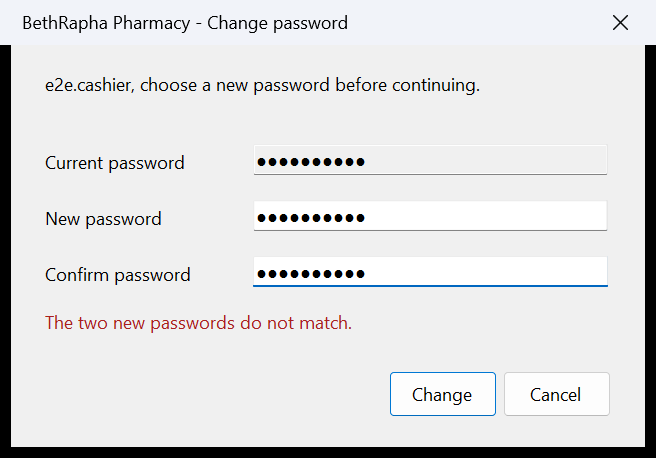 BethRapha Pharmacy - Change password
e2e.cashier, choose a new password before continuing.
Current password ●●●●●●●●●●
New password ●●●●●●●●●●
Confirm password ●●●●●●●●●●
The two new passwords do not match.
Change Cancel